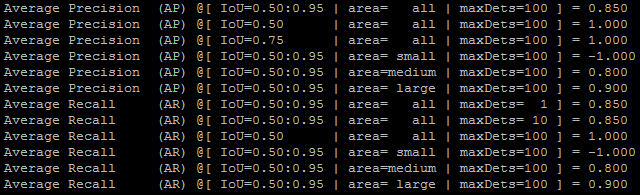 Average Precision  (AP) @[ IoU=0.50:0.95 | area=   all | maxDets=100 ] = 0.850
Average Precision  (AP) @[ IoU=0.50      | area=   all | maxDets=100 ] = 1.000
Average Precision  (AP) @[ IoU=0.75      | area=   all | maxDets=100 ] = 1.000
Average Precision  (AP) @[ IoU=0.50:0.95 | area= small | maxDets=100 ] = -1.000
Average Precision  (AP) @[ IoU=0.50:0.95 | area=medium | maxDets=100 ] = 0.800
Average Precision  (AP) @[ IoU=0.50:0.95 | area= large | maxDets=100 ] = 0.900
Average Recall     (AR) @[ IoU=0.50:0.95 | area=   all | maxDets=  1 ] = 0.850
Average Recall     (AR) @[ IoU=0.50:0.95 | area=   all | maxDets= 10 ] = 0.850
Average Recall     (AR) @[ IoU=0.50      | area=   all | maxDets=100 ] = 1.000
Average Recall     (AR) @[ IoU=0.50:0.95 | area= small | maxDets=100 ] = -1.000
Average Recall     (AR) @[ IoU=0.50:0.95 | area=medium | maxDets=100 ] = 0.800
Average Recall     (AR) @[ IoU=0.50:0.95 | area= large | maxDets=100 ] = 0.900